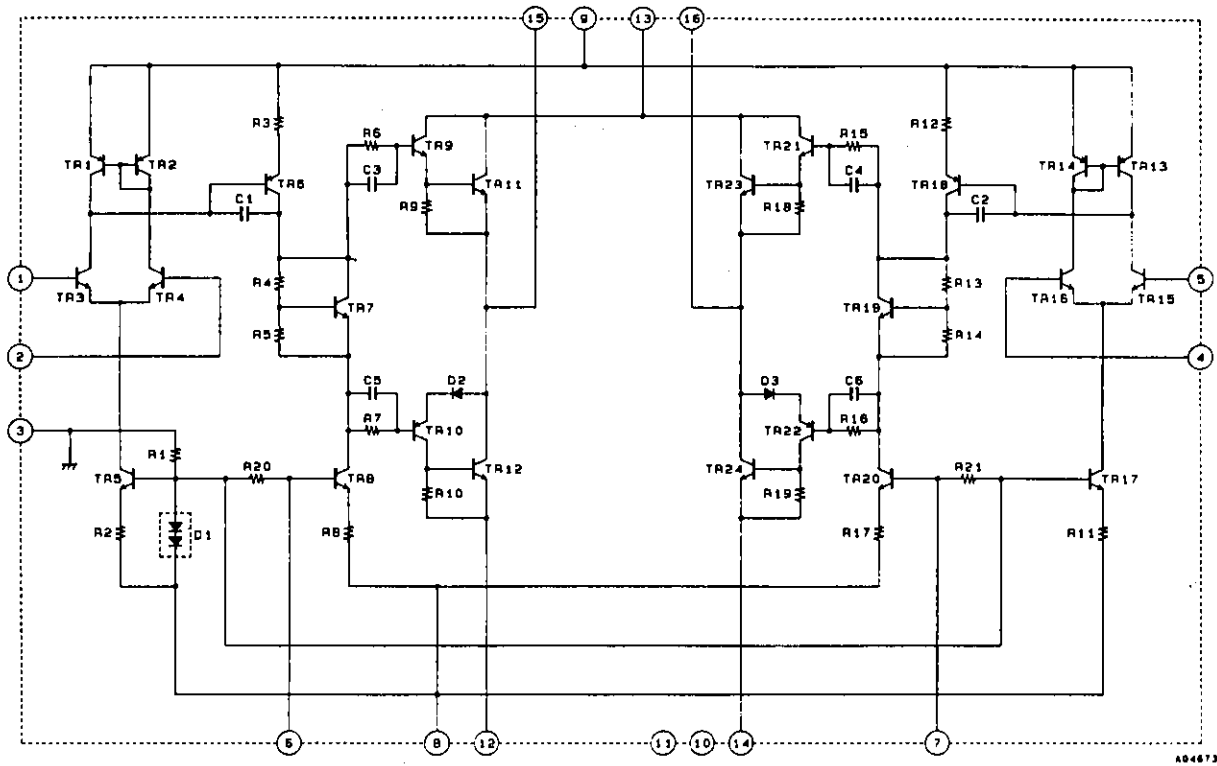 15 9 13 16
R3 R6 R15 R12
TR9 TR21
TR1 TR2 TR6 C3 C4 TR18 TR14 TR13
TR11 TR23
C1 R9 R18 C2
1 R4 R13 5
TR3 TR4 TR7 TR19 TR16 TR15
R5 R14
2 4
C5 D2 D3 C6
3 R7 R16
R1 TR10 TR22
TR5 R20 TR8 TR12 TR24 TR20 R21 TR17
R10 R19
R2 D1 R8 R17 R11
6 8 12 11 10 14 7
A04673